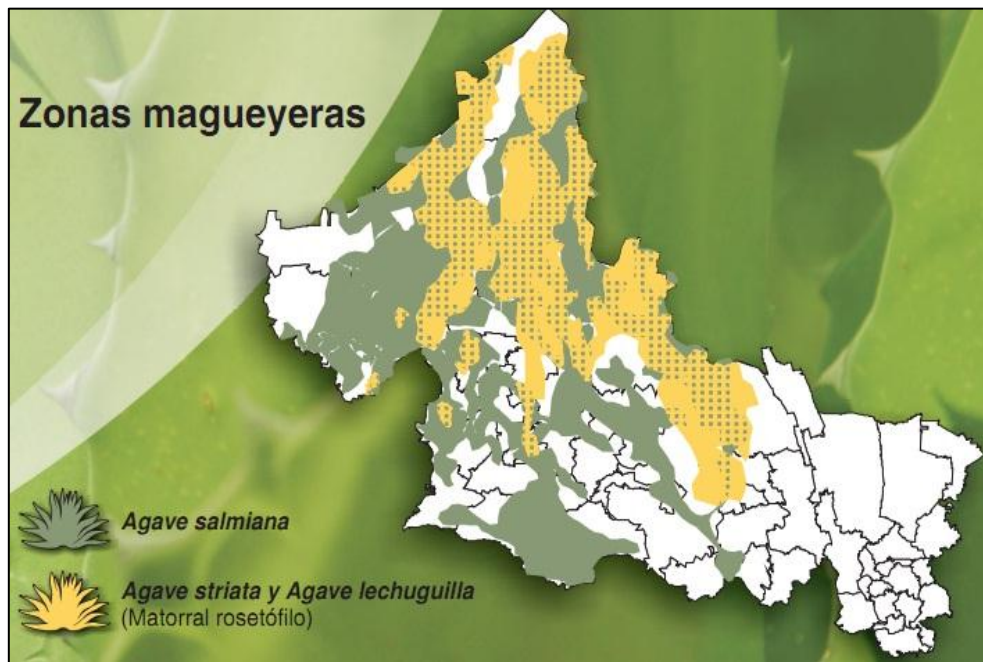 Zonas magueyeras
Agave salmiana
Agave striata y Agave lechuguilla
(Matorral rosetófilo)